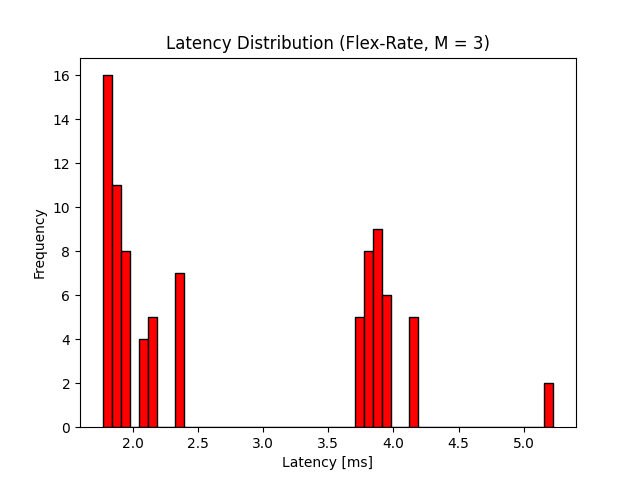 Latency Distribution (Flex-Rate, M = 3)
16
14
12
10
8
6
4
2
0
Frequency
2.0 2.5 3.0 3.5 4.0 4.5 5.0
Latency [ms]